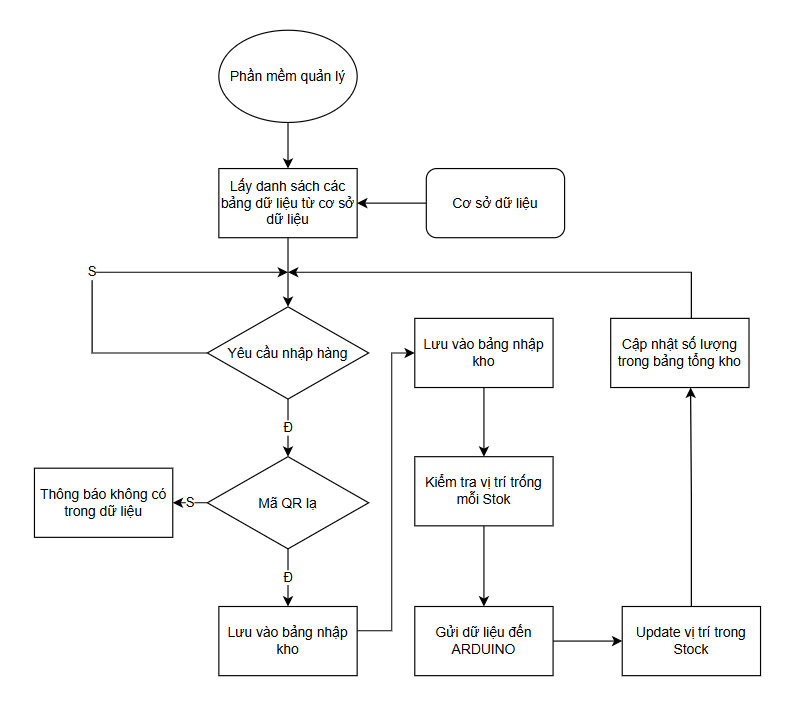 Phần mềm quản lý
Lấy danh sách các
bảng dữ liệu từ cơ sở
dữ liệu
Cơ sở dữ liệu
S
Yêu cầu nhập hàng
Lưu vào bảng nhập
kho
Cập nhật số lượng
trong bảng tổng kho
Đ
Thông báo không có
trong dữ liệu
S
Mã QR lạ
Kiểm tra vị trí trống
mỗi Stok
Đ
Lưu vào bảng nhập
kho
Gửi dữ liệu đến
ARDUINO
Update vị trí trong
Stock